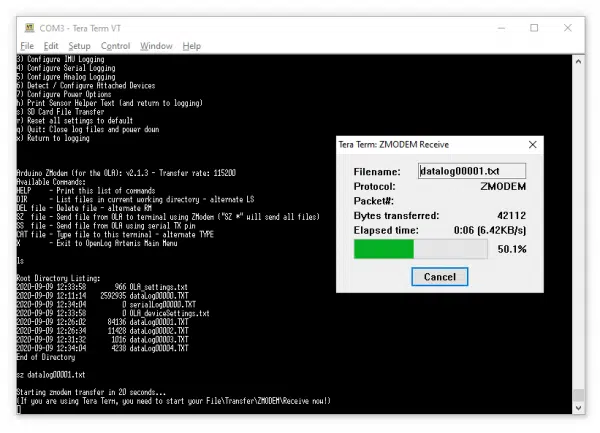 COM3 - Tera Term VT
File Edit Setup Control Window Help
3) Configure IMU Logging
4) Configure Serial Logging
5) Configure Analog Logging
6) Detect / Configure Attached Devices
7) Configure Power Options
h) Print Sensor Helper Text (and return to logging)
s) SD Card File Transfer
r) Reset all settings to default
q) Quit: Close log files and power down
x) Return to logging
Arduino ZModem (for the OLA): v2.1.3 - Transfer rate: 115200
Available Commands:
HELP - Print this list of commands
DIR - List files in current working directory - alternate LS
DEL file - Delete file - alternate RM
SZ file - Send file from OLA to terminal using ZModem ("SZ *" will send all files)
SS file - Send file from OLA using serial TX pin
CAT file - Type file to this terminal - alternate TYPE
X - Exit to OpenLog Artemis Main Menu
ls
Root Directory Listing:
2020-09-09 12:33:58 966 OLA_settings.txt
2020-09-09 12:11:14 2592935 dataLog00000.TXT
2020-09-09 12:34:04 0 serialLog00000.TXT
2020-09-09 12:33:58 0 OLA_deviceSettings.txt
2020-09-09 12:26:02 84136 dataLog00001.TXT
2020-09-09 12:26:34 11428 dataLog00002.TXT
2020-09-09 12:31:32 1016 dataLog00003.TXT
2020-09-09 12:34:04 4238 dataLog00004.TXT
End of Directory
sz datalog00001.txt
Starting zmodem transfer in 20 seconds...
(If you are using Tera Term, you need to start your File\Transfer\ZMODEM\Receive now!)
Tera Term: ZMODEM Receive
Filename: datalog00001.txt
Protocol: ZMODEM
Packet#:
Bytes transferred: 42112
Elapsed time: 0:06 (6.42KB/s)
50.1%
Cancel